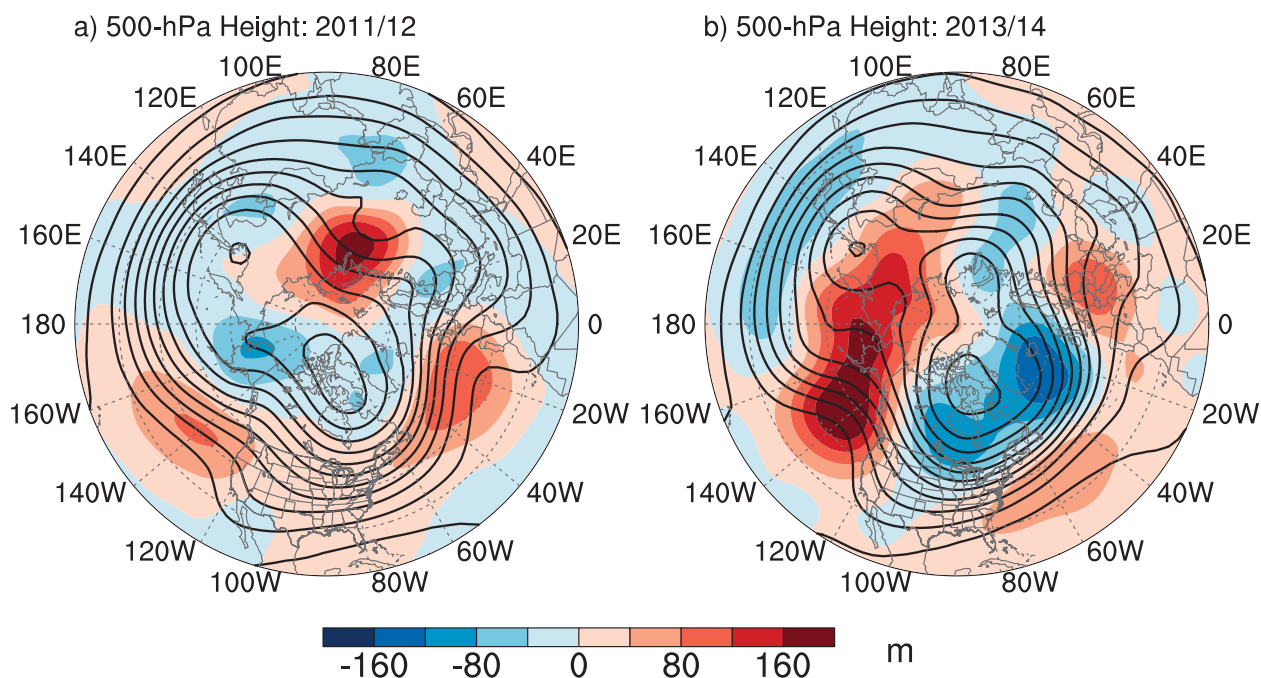 a) 500-hPa Height: 2011/12
b) 500-hPa Height: 2013/14
100E 80E
120E 60E
140E 40E
160E 20E
180 0
160W 20W
140W 40W
120W 60W
100W 80W
100E 80E
120E 60E
140E 40E
160E 20E
180 0
160W 20W
140W 40W
120W 60W
100W 80W
-160 -80 0 80 160 m